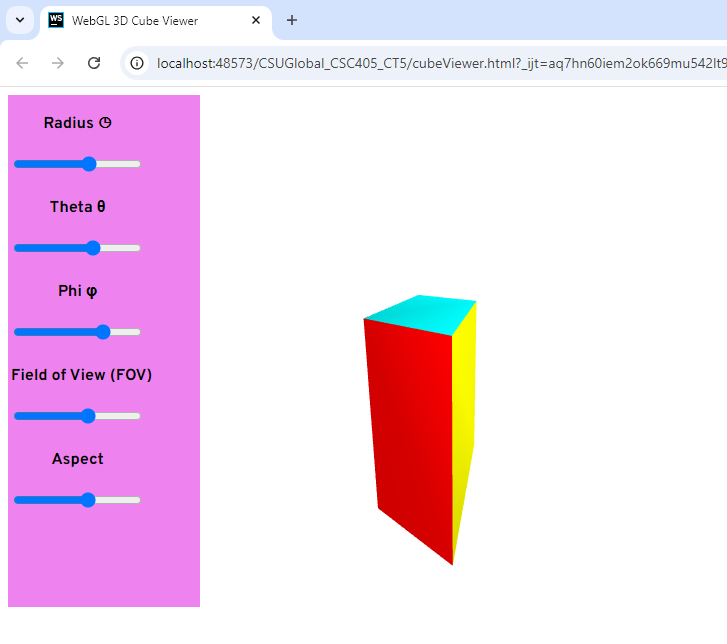 WS WebGL 3D Cube Viewer
localhost:48573/CSUGlobal_CSC405_CT5/cubeViewer.html?_ijt=aq7hn60iem2ok669mu542lt9
Radius ◷
Theta θ
Phi φ
Field of View (FOV)
Aspect